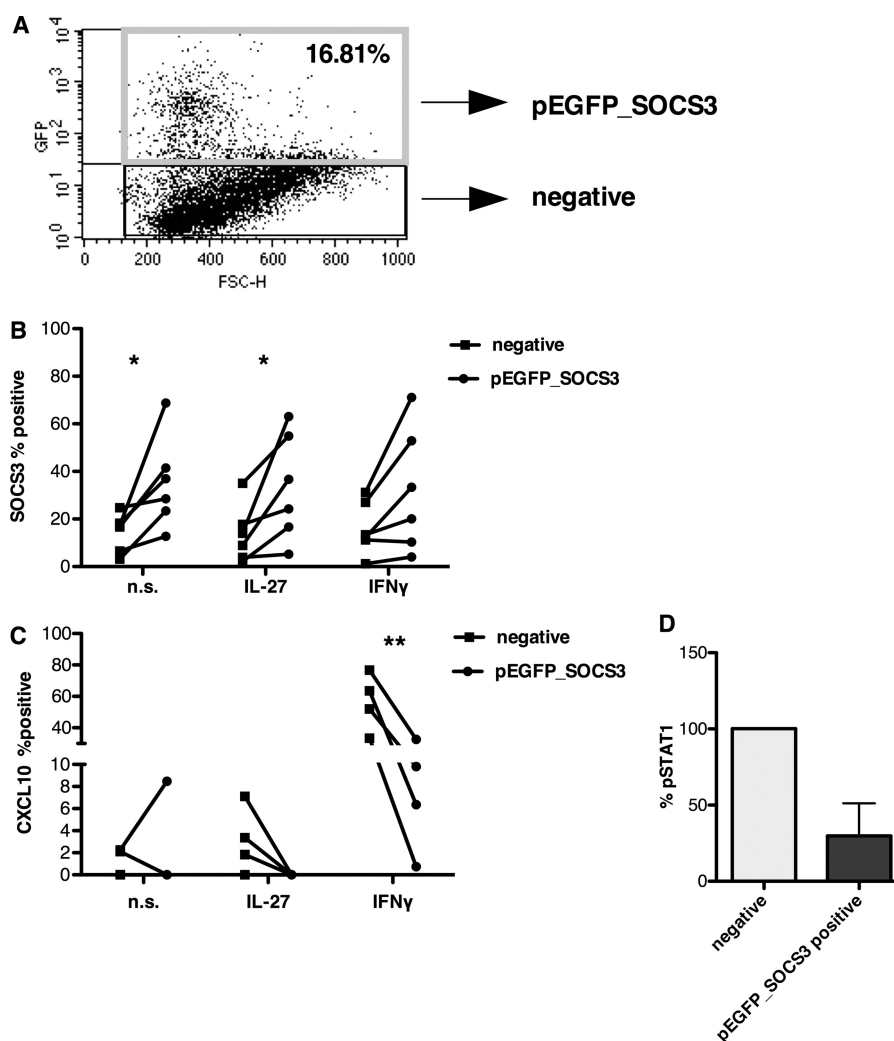 A
10^4
10^3
10^2
10^1
10^0
GFP
16.81%
pEGFP_SOCS3
negative
0 200 400 600 800 1000
FSC-H
B
SOCS3 % positive
100
80
60
40
20
0
* *
negative
pEGFP_SOCS3
n.s. IL-27 IFNγ
C
CXCL10 %positive
100
80
60
40
10
8
6
4
2
0
**
negative
pEGFP_SOCS3
n.s. IL-27 IFNγ
D
% pSTAT1
150
100
50
0
negative
pEGFP_SOCS3 positive